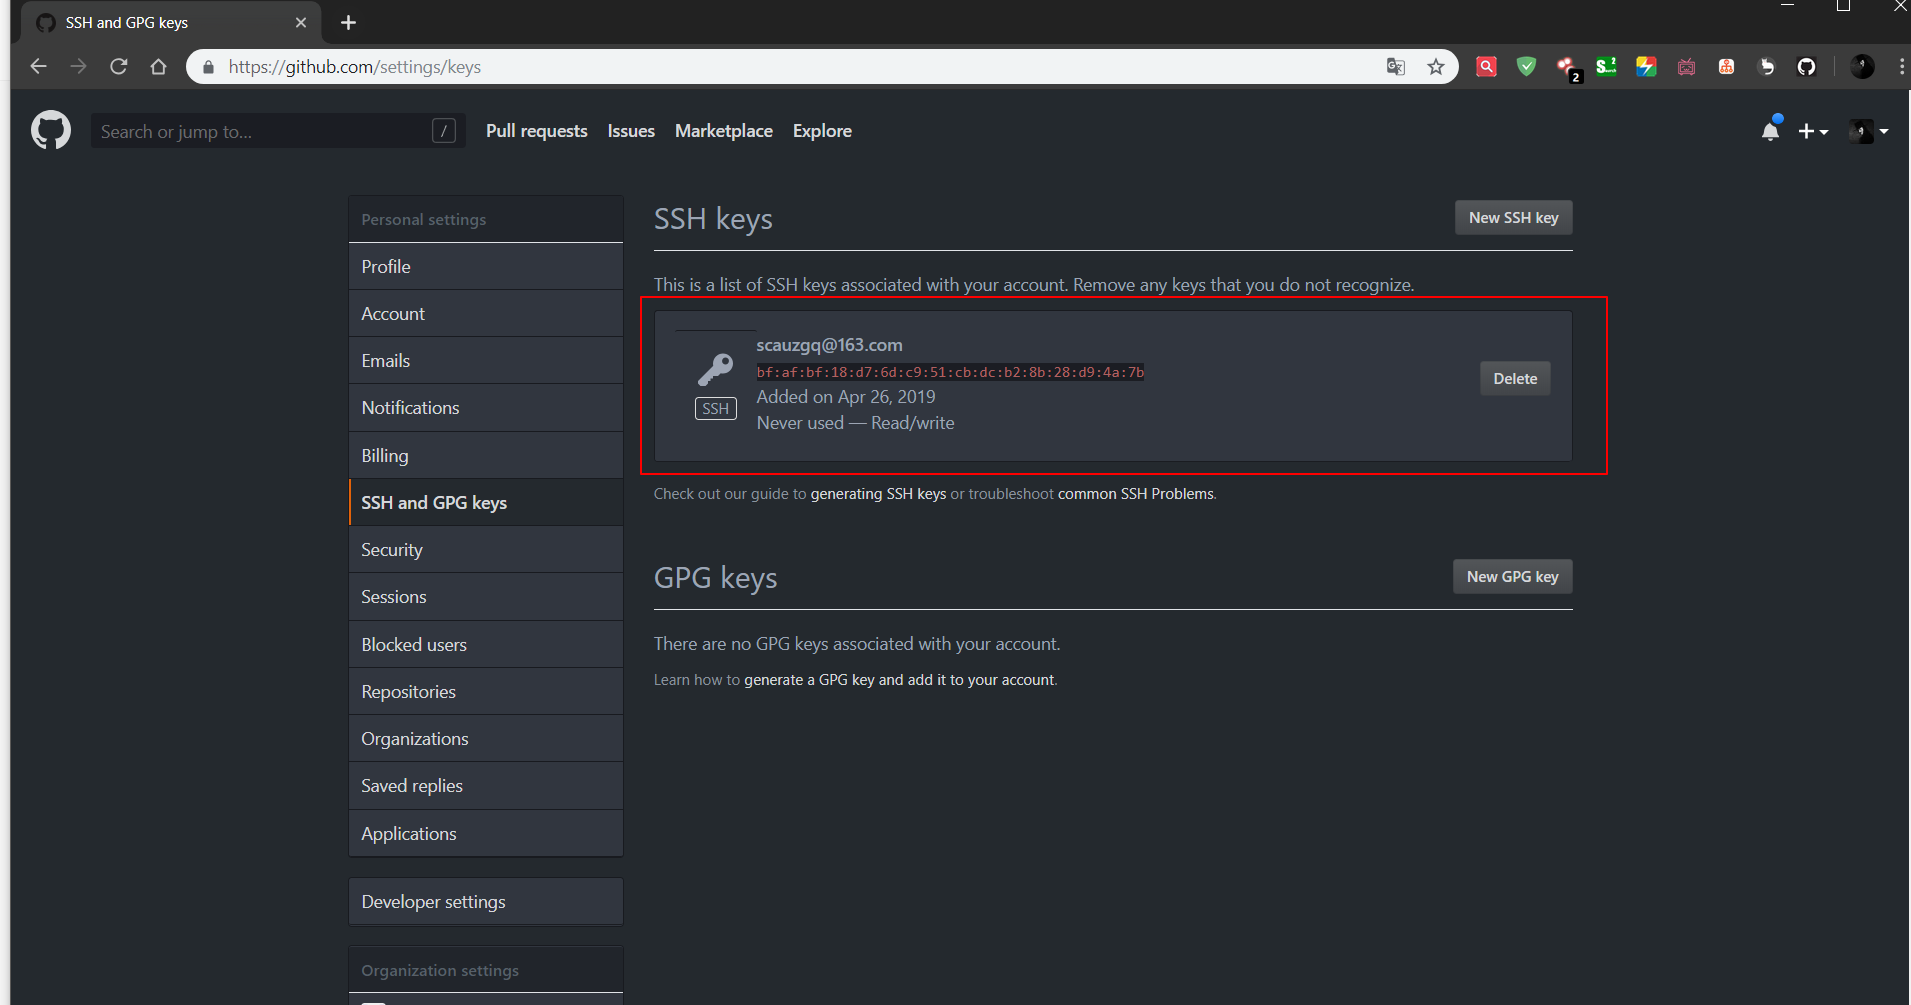 SSH and GPG keys
https://github.com/settings/keys
2
Search or jump to... /
Pull requests Issues Marketplace Explore
Personal settings
Profile
Account
Emails
Notifications
Billing
SSH and GPG keys
Security
Sessions
Blocked users
Repositories
Organizations
Saved replies
Applications
Developer settings
Organization settings
SSH keys
New SSH key
This is a list of SSH keys associated with your account. Remove any keys that you do not recognize.
scauzgq@163.com
bf:af:bf:18:d7:6d:c9:51:cb:dc:b2:8b:28:d9:4a:7b
Added on Apr 26, 2019
Never used — Read/write
SSH
Delete
Check out our guide to generating SSH keys or troubleshoot common SSH Problems.
GPG keys
New GPG key
There are no GPG keys associated with your account.
Learn how to generate a GPG key and add it to your account.